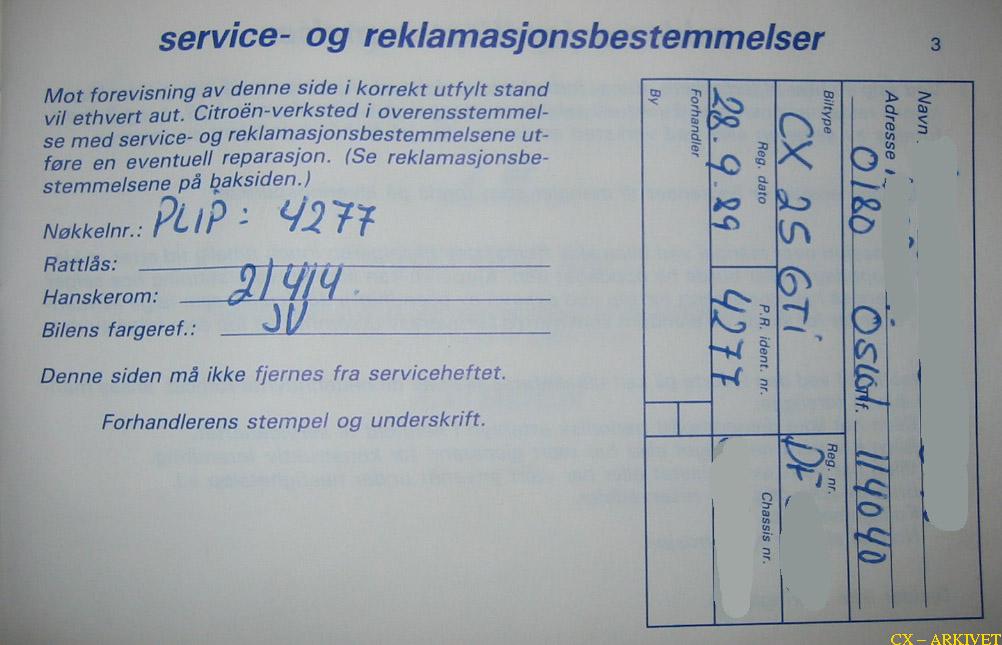 service- og reklamasjonsbestemmelser
3
Mot forevisning av denne side i korrekt utfylt stand
vil ethvert aut. Citroën-verksted i overensstemmel-
se med service- og reklamasjonsbestemmelsene ut-
føre en eventuell reparasjon. (Se reklamasjonsbe-
stemmelsene på baksiden.)
Nøkkelnr.: PLIP: 4277
Rattlås:
Hanskerom: 21414.
Bilens fargeref.: JV
Denne siden må ikke fjernes fra serviceheftet.
Forhandlerens stempel og underskrift.
Navn
Adresse
0180 Oslo 1 114040
Biltype Reg. nr.
CX 25 GTi DF
Reg. dato P.R. ident. nr. Chassis nr.
28.9.89 4277
Forhandler
By
CX – ARKIVET